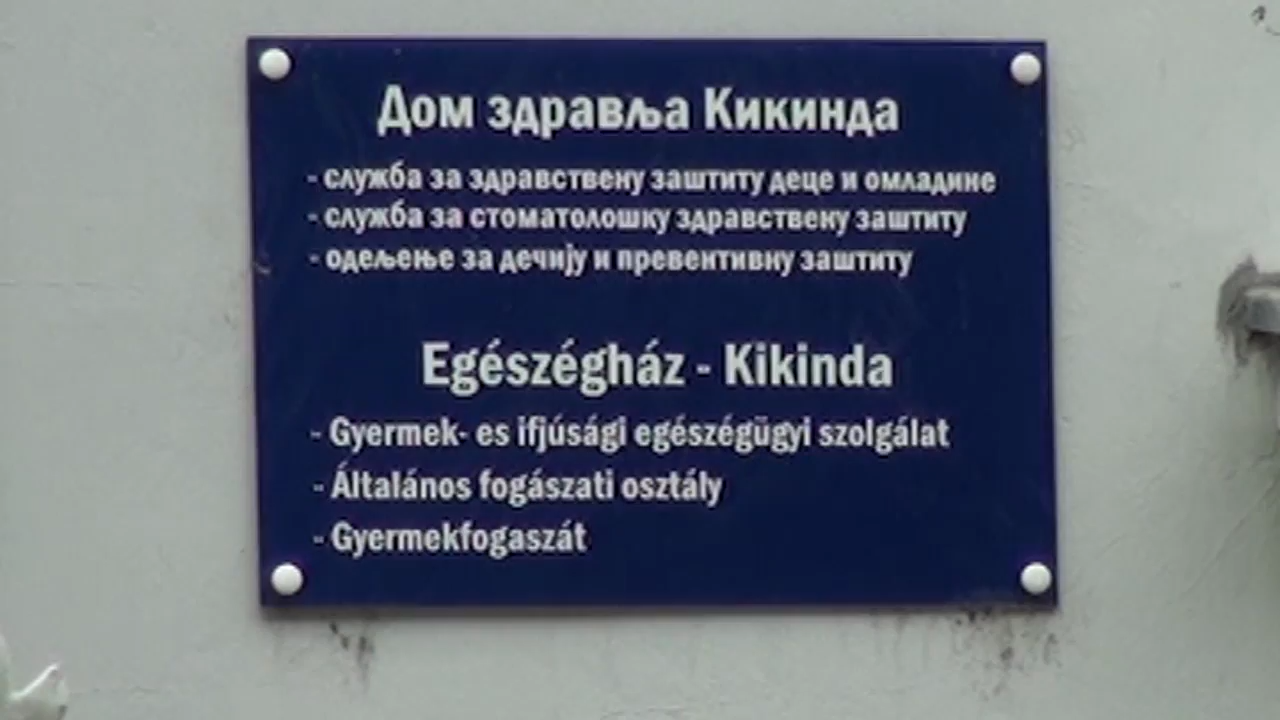 Дом здравља Кикинда
- служба за здравствену заштиту деце и омладине
- служба за стоматолошку здравствену заштиту
- одељење за дечију и превентивну заштиту
Egészégház - Kikinda
- Gyermek- es ifjúsági egészégügyi szolgálat
- Általános fogászati osztály
- Gyermekfogaszát